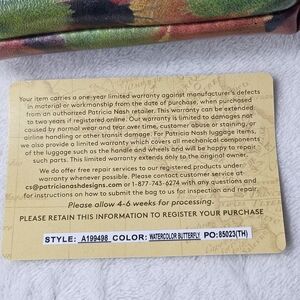 Your item carries a one-year limited warranty against manufacturer's defects
in material or workmanship from the date of purchase, when purchased
from an authorized Patricia Nash retailer. This warranty can be extended
to two years if registered online. Our warranty is limited to damages not
caused by normal wear and tear over time, customer abuse or staining, or
airline handling or other transit damage. For Patricia Nash luggage items,
we also provide a limited warranty which covers all mechanical components
of the luggage such as the handle and wheels and will be happy to repair
such parts. This limited warranty extends only to the original owner.
We do offer free repair services to our regional products under
warranty whenever possible. Please contact customer service at
cs@patricianashdesigns.com or 1-877-743-6274 with any questions and
for instructions on how to submit the bag to us for inspection and repair.
Please allow 4-6 weeks for processing.
PLEASE RETAIN THIS INFORMATION TO REGISTER YOUR PURCHASE
STYLE: A199498 COLOR: WATERCOLOR BUTTERFLY PO:85023(TH)